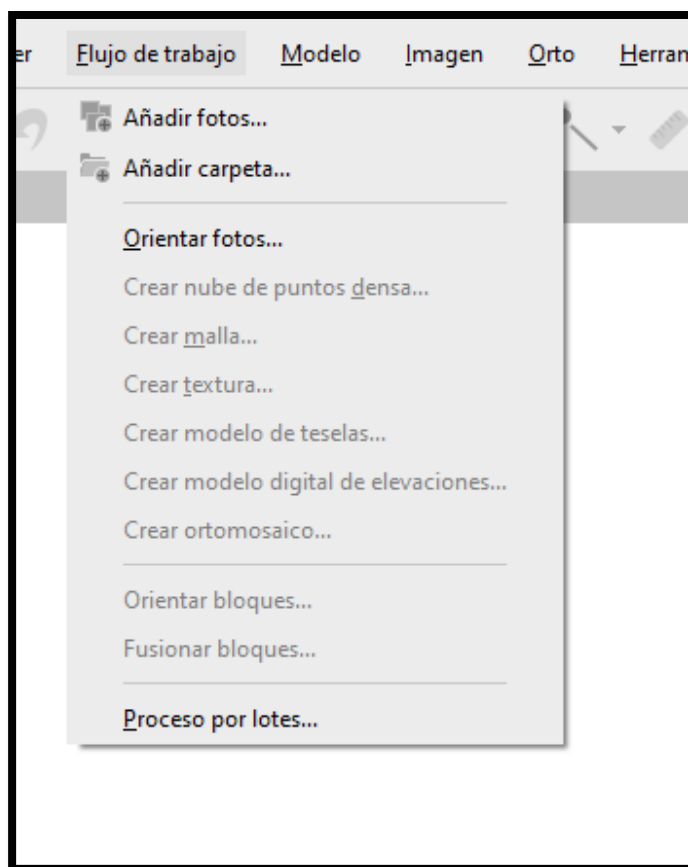 er Flujo de trabajo Modelo Imagen Orto Herran
Añadir fotos...
Añadir carpeta...
Orientar fotos...
Crear nube de puntos densa...
Crear malla...
Crear textura...
Crear modelo de teselas...
Crear modelo digital de elevaciones...
Crear ortomosaico...
Orientar bloques...
Fusionar bloques...
Proceso por lotes...